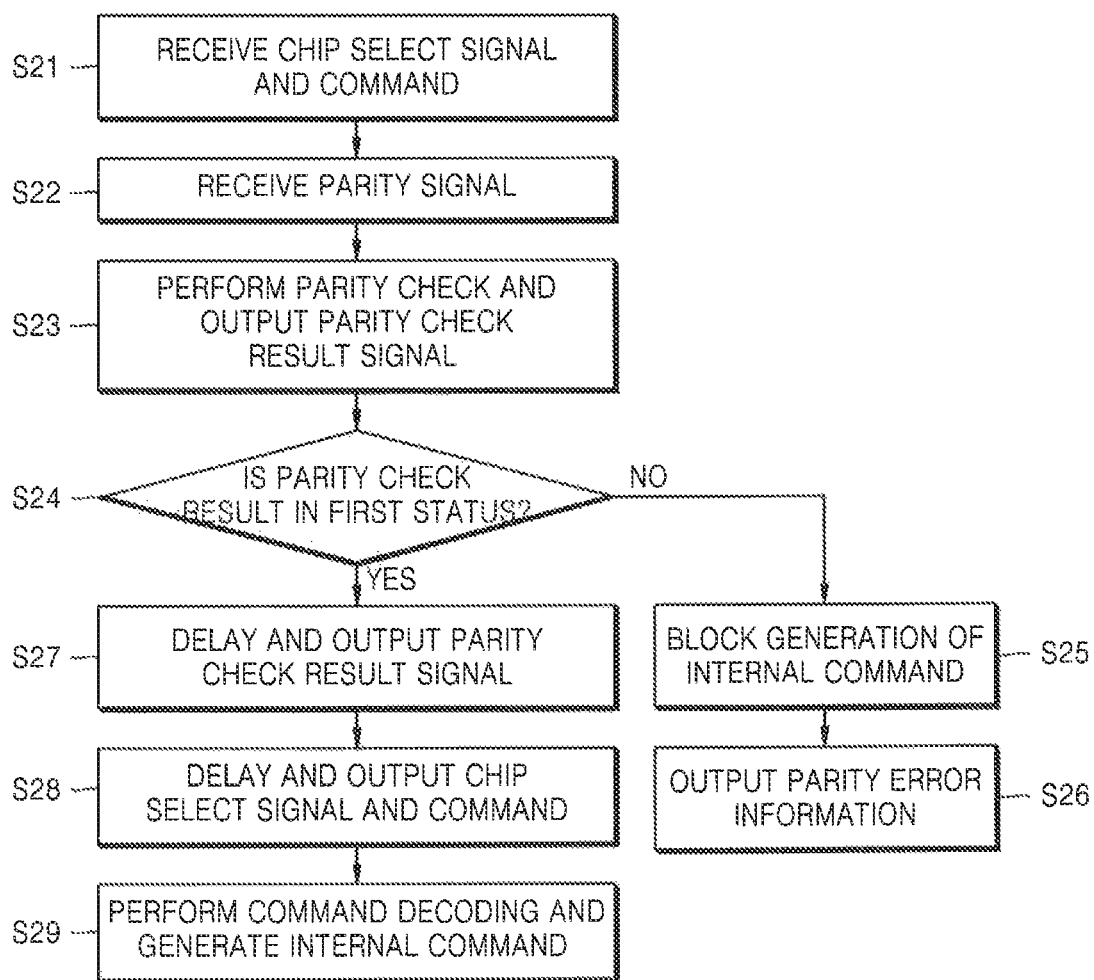 S21
RECEIVE CHIP SELECT SIGNAL
AND COMMAND
S22
RECEIVE PARITY SIGNAL
S23
PERFORM PARITY CHECK AND
OUTPUT PARITY CHECK
RESULT SIGNAL
S24
IS PARITY CHECK
RESULT IN FIRST STATUS?
NO
YES
S27
DELAY AND OUTPUT PARITY
CHECK RESULT SIGNAL
BLOCK GENERATION OF
INTERNAL COMMAND
S25
S28
DELAY AND OUTPUT CHIP
SELECT SIGNAL AND COMMAND
OUTPUT PARITY ERROR
INFORMATION
S26
S29
PERFORM COMMAND DECODING AND
GENERATE INTERNAL COMMAND